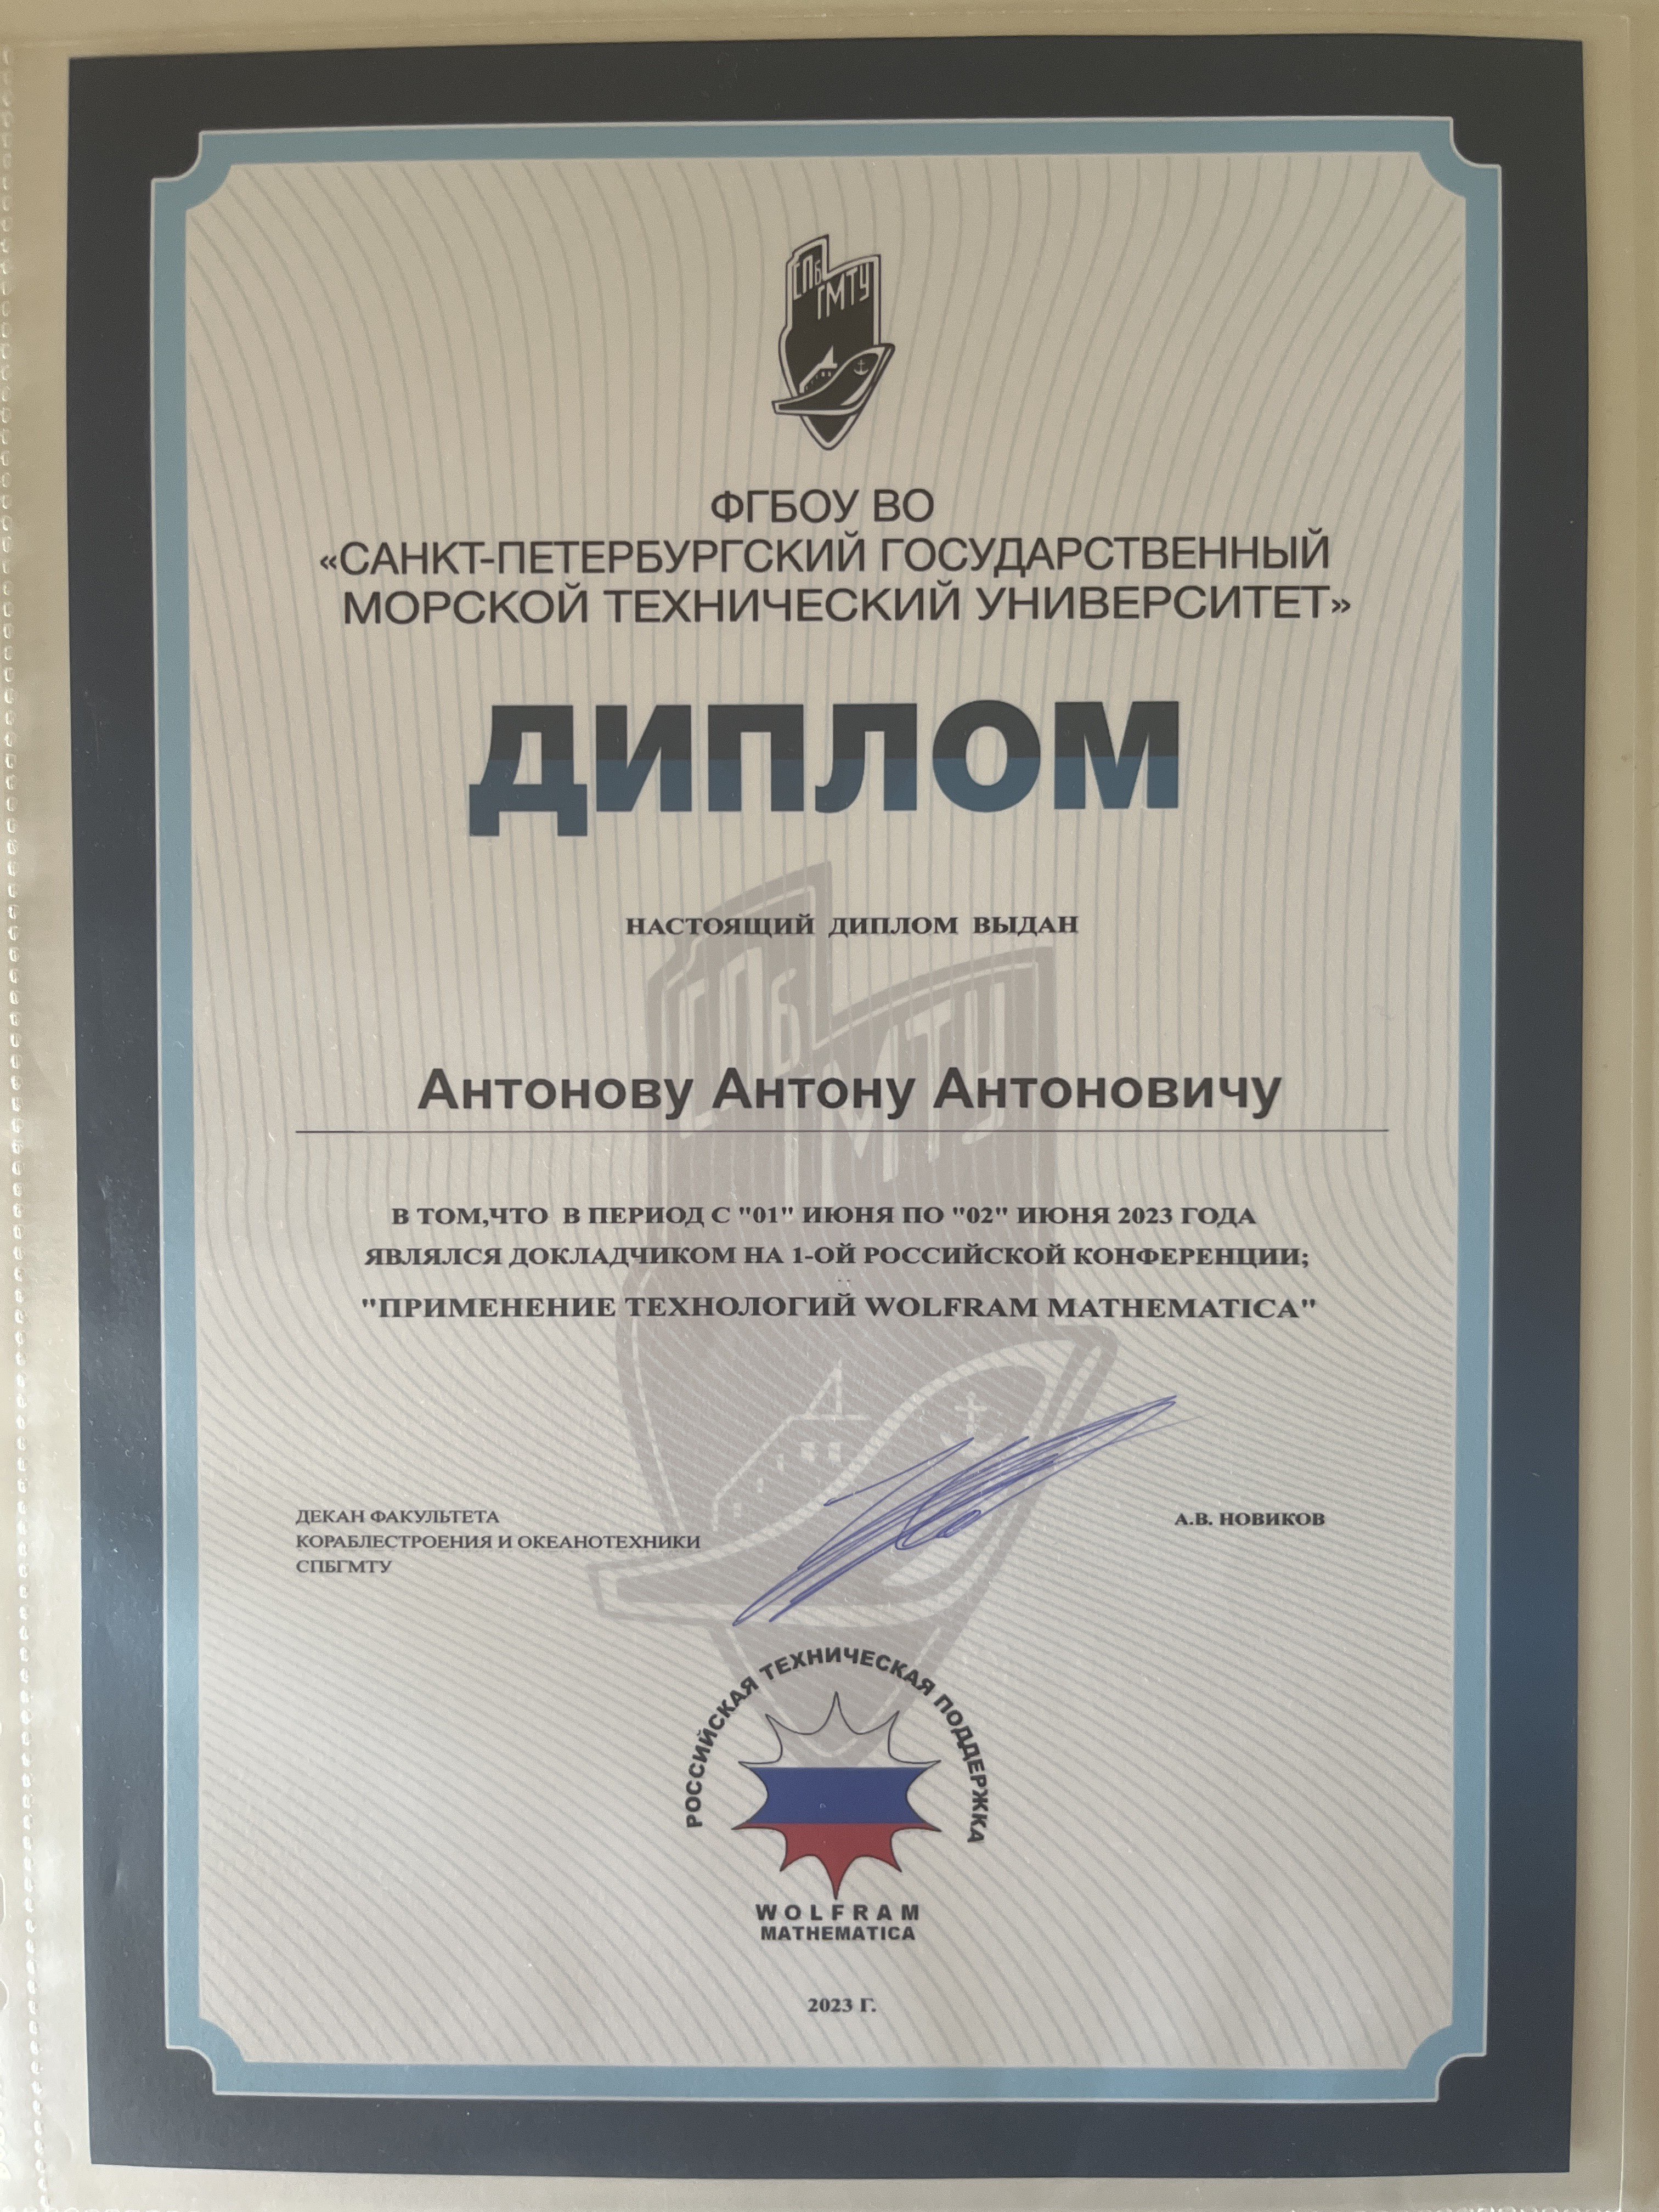 СПб
ГМТУ
ФГБОУ ВО
«САНКТ-ПЕТЕРБУРГСКИЙ ГОСУДАРСТВЕННЫЙ
МОРСКОЙ ТЕХНИЧЕСКИЙ УНИВЕРСИТЕТ»
ДИПЛОМ
НАСТОЯЩИЙ ДИПЛОМ ВЫДАН
СПб
ГМТУ
Антонову Антону Антоновичу
В ТОМ,ЧТО В ПЕРИОД С "01" ИЮНЯ ПО "02" ИЮНЯ 2023 ГОДА
ЯВЛЯЛСЯ ДОКЛАДЧИКОМ НА 1-ОЙ РОССИЙСКОЙ КОНФЕРЕНЦИИ;
"ПРИМЕНЕНИЕ ТЕХНОЛОГИЙ WOLFRAM MATHEMATICA"
ДЕКАН ФАКУЛЬТЕТА
КОРАБЛЕСТРОЕНИЯ И ОКЕАНОТЕХНИКИ
СПБГМТУ
А.В. НОВИКОВ
РОССИЙСКАЯ ТЕХНИЧЕСКАЯ ПОДДЕРЖКА
WOLFRAM
MATHEMATICA
2023 Г.